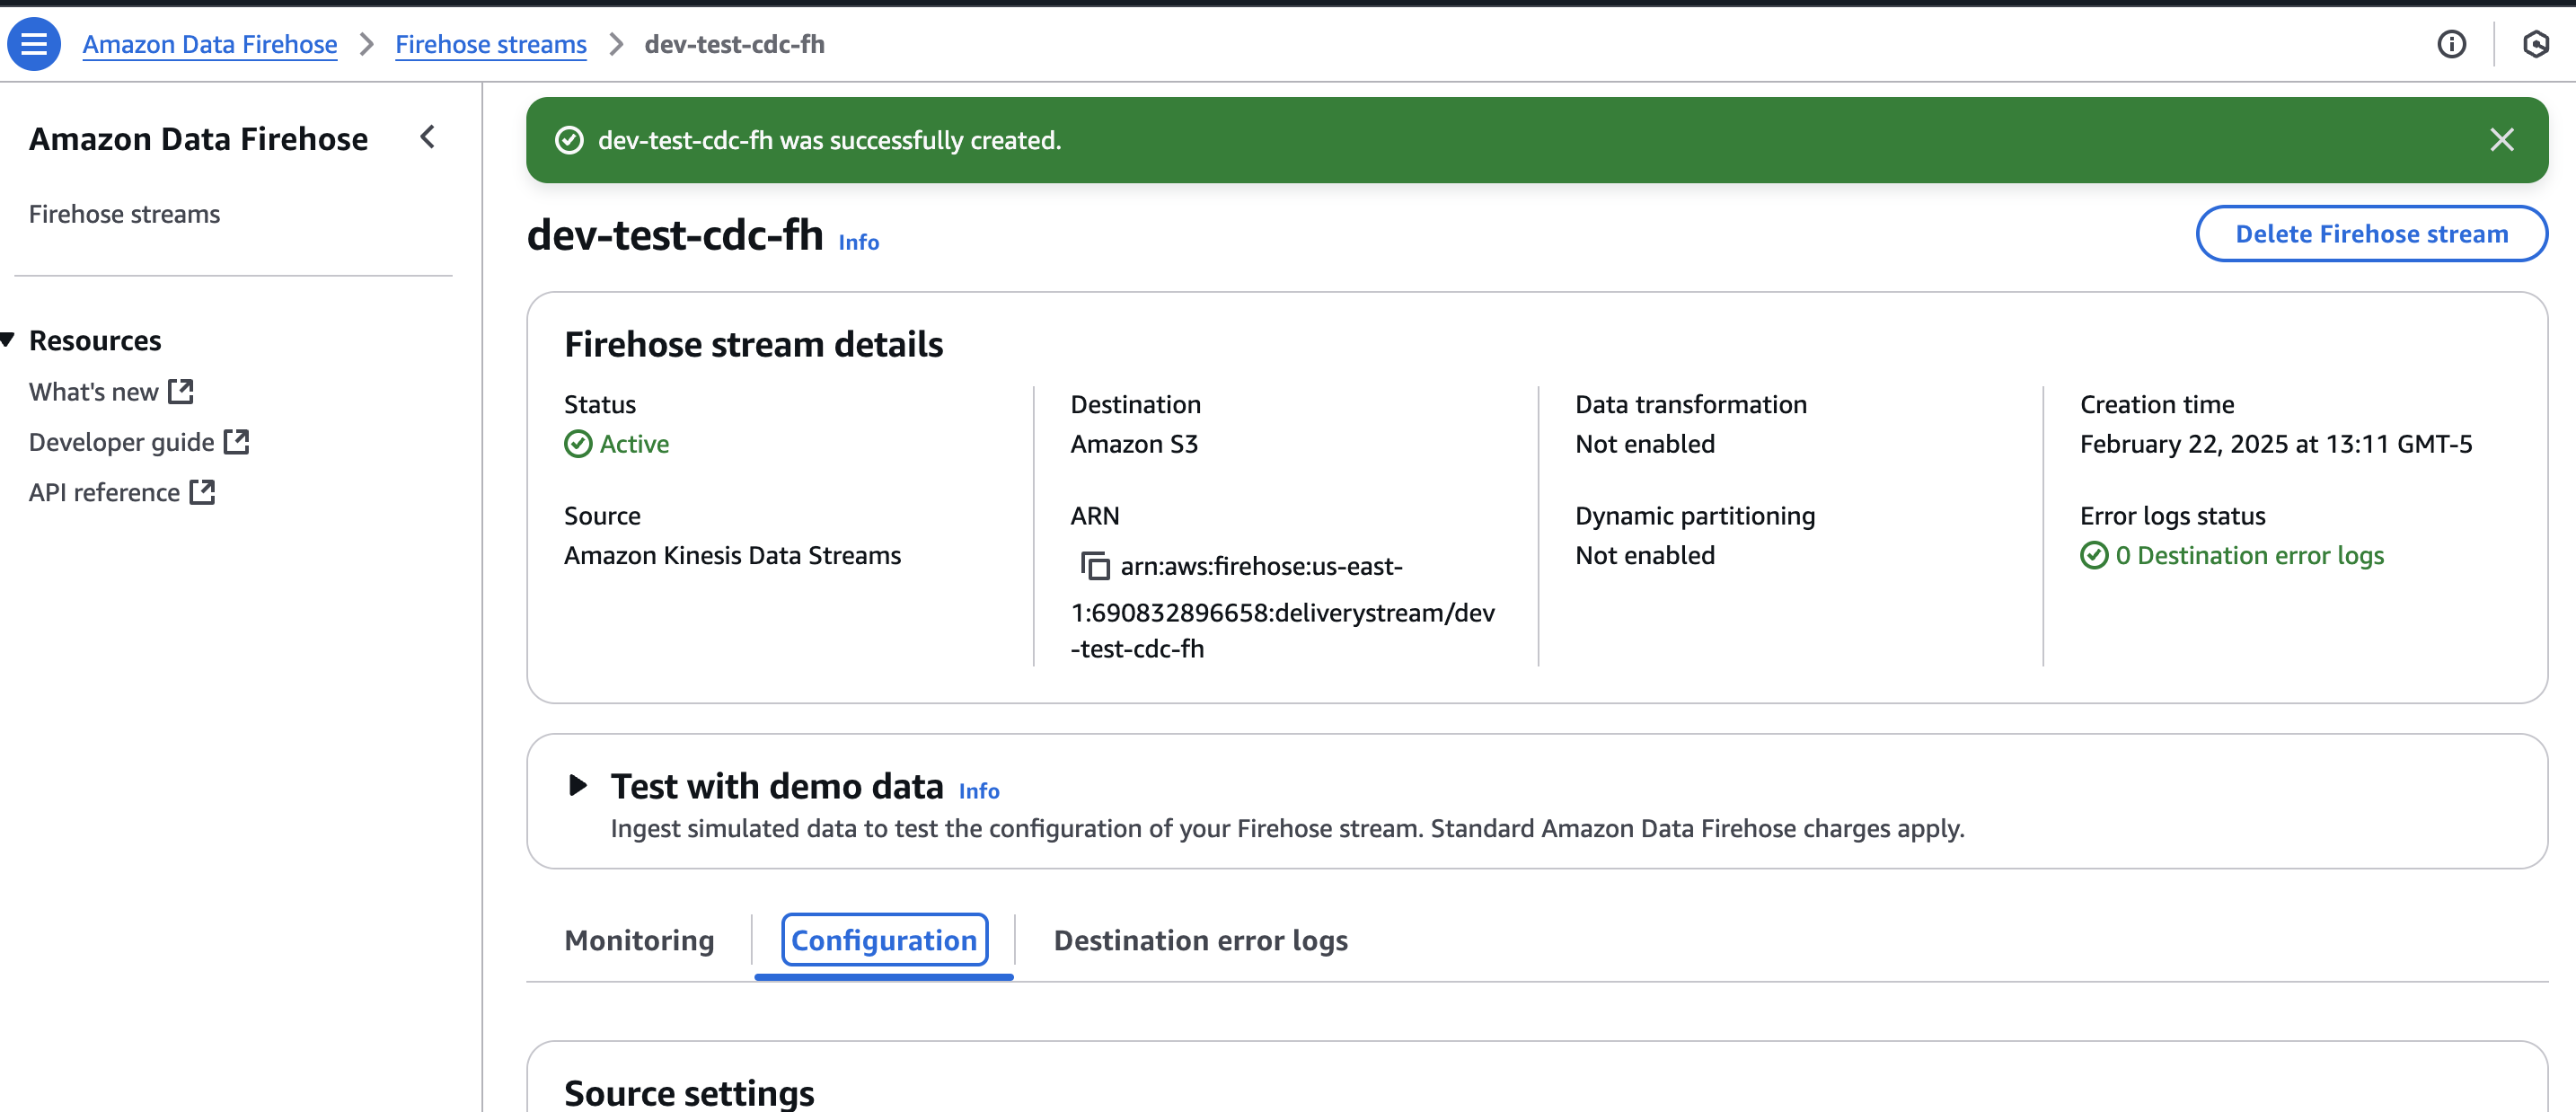 Amazon Data Firehose > Firehose streams > dev-test-cdc-fh
Amazon Data Firehose
Firehose streams
Resources
What's new
Developer guide
API reference
dev-test-cdc-fh was successfully created.
dev-test-cdc-fh Info
Delete Firehose stream
Firehose stream details
Status
Active
Source
Amazon Kinesis Data Streams
Destination
Amazon S3
ARN
arn:aws:firehose:us-east-
1:690832896658:deliverystream/dev
-test-cdc-fh
Data transformation
Not enabled
Dynamic partitioning
Not enabled
Creation time
February 22, 2025 at 13:11 GMT-5
Error logs status
0 Destination error logs
Test with demo data Info
Ingest simulated data to test the configuration of your Firehose stream. Standard Amazon Data Firehose charges apply.
Monitoring
Configuration
Destination error logs
Source settings